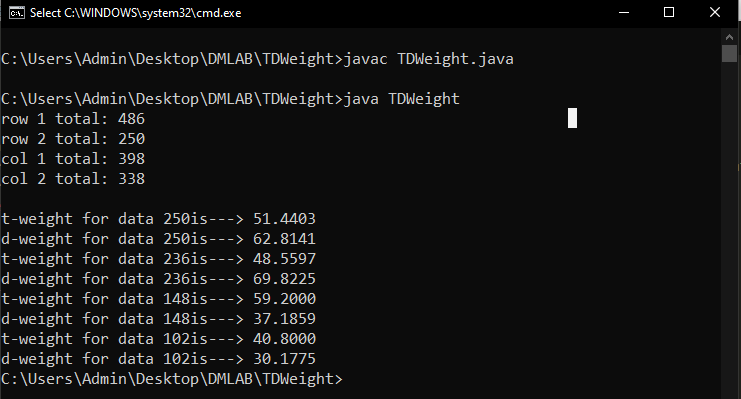 Select C:\WINDOWS\system32\cmd.exe
C:\Users\Admin\Desktop\DMLAB\TDWeight>javac TDWeight.java
C:\Users\Admin\Desktop\DMLAB\TDWeight>java TDWeight
row 1 total: 486
row 2 total: 250
col 1 total: 398
col 2 total: 338
t-weight for data 250is---> 51.4403
d-weight for data 250is---> 62.8141
t-weight for data 236is---> 48.5597
d-weight for data 236is---> 69.8225
t-weight for data 148is---> 59.2000
d-weight for data 148is---> 37.1859
t-weight for data 102is---> 40.8000
d-weight for data 102is---> 30.1775
C:\Users\Admin\Desktop\DMLAB\TDWeight>